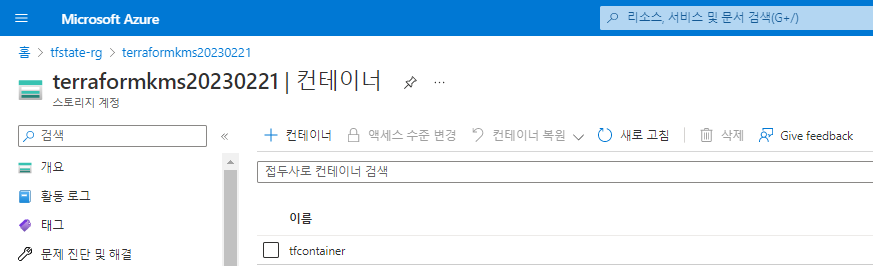 Microsoft Azure
리소스, 서비스 및 문서 검색(G+/)
홈 > tfstate-rg > terraformkms20230221
terraformkms20230221 | 컨테이너
스토리지 계정
검색
+ 컨테이너 액세스 수준 변경 컨테이너 복원 새로 고침 삭제 Give feedback
개요
접두사로 컨테이너 검색
활동 로그
태그
이름
문제 진단 및 해결
tfcontainer